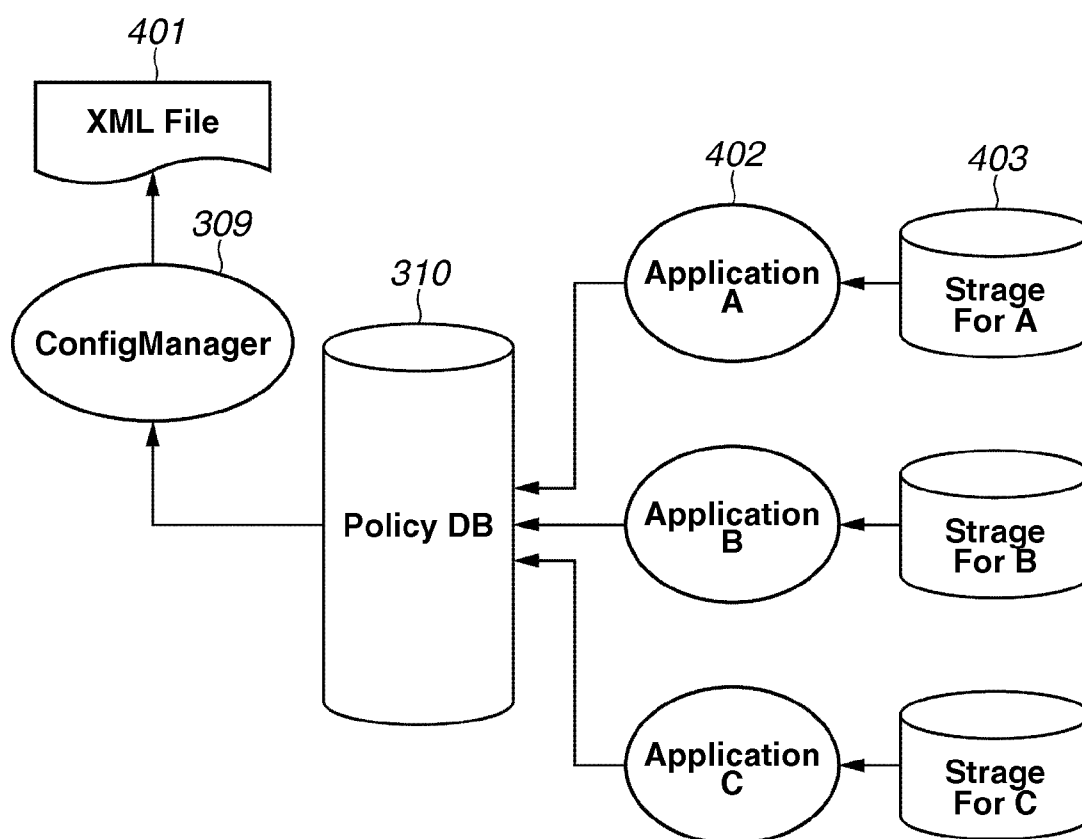 401
XML File
309
ConfigManager
310
Policy DB
402
Application
A
403
Strage
For A
Application
B
Strage
For B
Application
C
Strage
For C